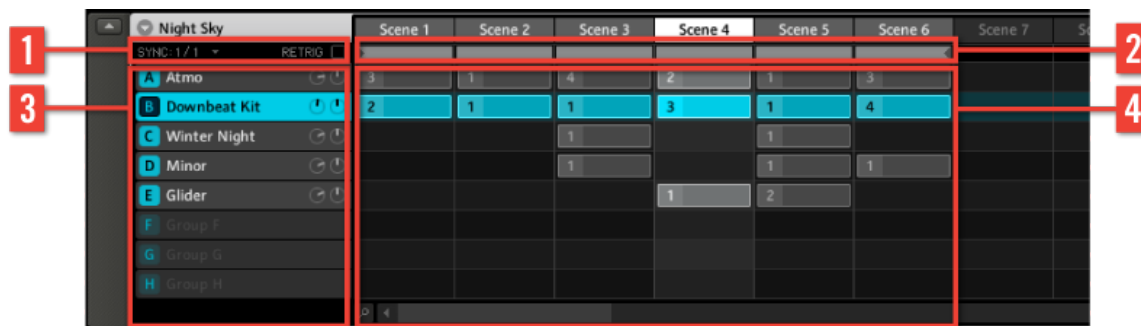 Night Sky Scene 1 Scene 2 Scene 3 Scene 4 Scene 5 Scene 6 Scene 7
1 SYNC: 1 / 1 RETRIG 2
A Atmo 3 1 4 2 1 3
3 B Downbeat Kit 2 1 1 3 1 4 4
C Winter Night 1 1
D Minor 1 1 1
E Glider 1 2
F Group F
G Group G
H Group H